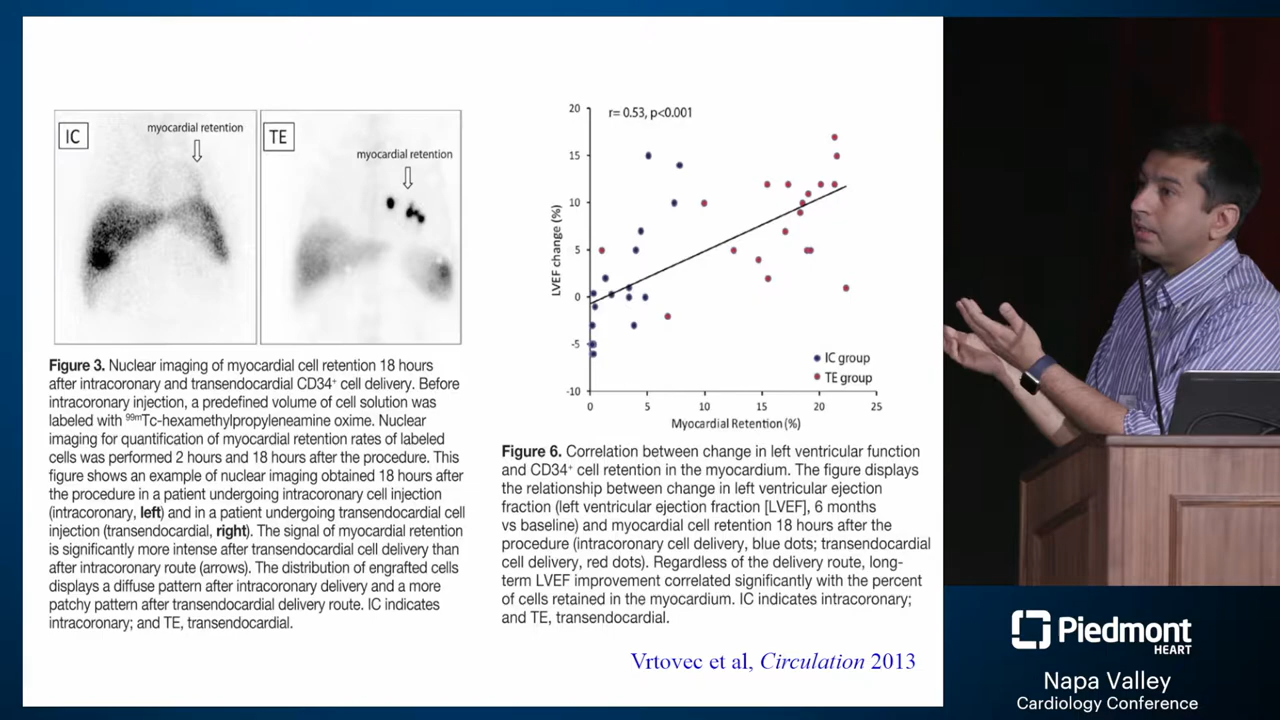 IC
myocardial retention
TE
myocardial retention
Figure 3. Nuclear imaging of myocardial cell retention 18 hours
after intracoronary and transendocardial CD34+ cell delivery. Before
intracoronary injection, a predefined volume of cell solution was
labeled with 99mTc-hexamethylpropyleneamine oxime. Nuclear
imaging for quantification of myocardial retention rates of labeled
cells was performed 2 hours and 18 hours after the procedure. This
figure shows an example of nuclear imaging obtained 18 hours after
the procedure in a patient undergoing intracoronary cell injection
(intracoronary, left) and in a patient undergoing transendocardial cell
injection (transendocardial, right). The signal of myocardial retention
is significantly more intense after transendocardial cell delivery than
after intracoronary route (arrows). The distribution of engrafted cells
displays a diffuse pattern after intracoronary delivery and a more
patchy pattern after transendocardial delivery route. IC indicates
intracoronary; and TE, transendocardial.
r= 0.53, p<0.001
LVEF change (%)
20
15
10
5
0
-5
-10
0 5 10 15 20 25
Myocardial Retention (%)
IC group
TE group
Figure 6. Correlation between change in left ventricular function
and CD34+ cell retention in the myocardium. The figure displays
the relationship between change in left ventricular ejection
fraction (left ventricular ejection fraction [LVEF], 6 months
vs baseline) and myocardial cell retention 18 hours after the
procedure (intracoronary cell delivery, blue dots; transendocardial
cell delivery, red dots). Regardless of the delivery route, long-
term LVEF improvement correlated significantly with the percent
of cells retained in the myocardium. IC indicates intracoronary;
and TE, transendocardial.
Vrtovec et al, Circulation 2013
Piedmont
HEART
Napa Valley
Cardiology Conference